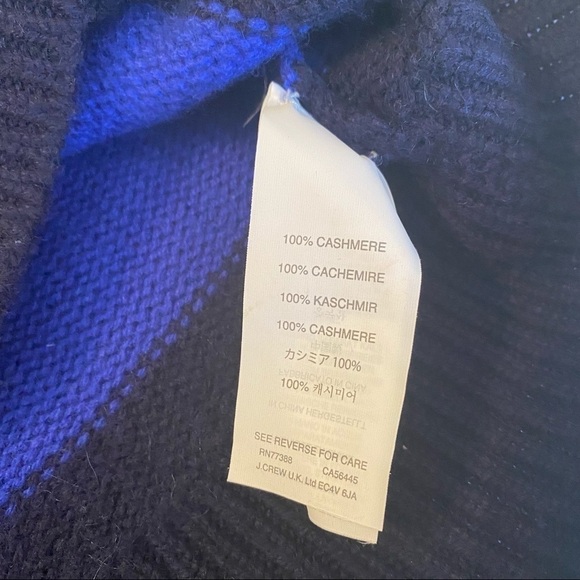 100% CASHMERE
100% CACHEMIRE
100% KASCHMIR
100% CASHMERE
カシミア 100%
100% 캐시미어
SEE REVERSE FOR CARE
RN77388 CA56445
J.CREW U.K. Ltd EC4V 6JA